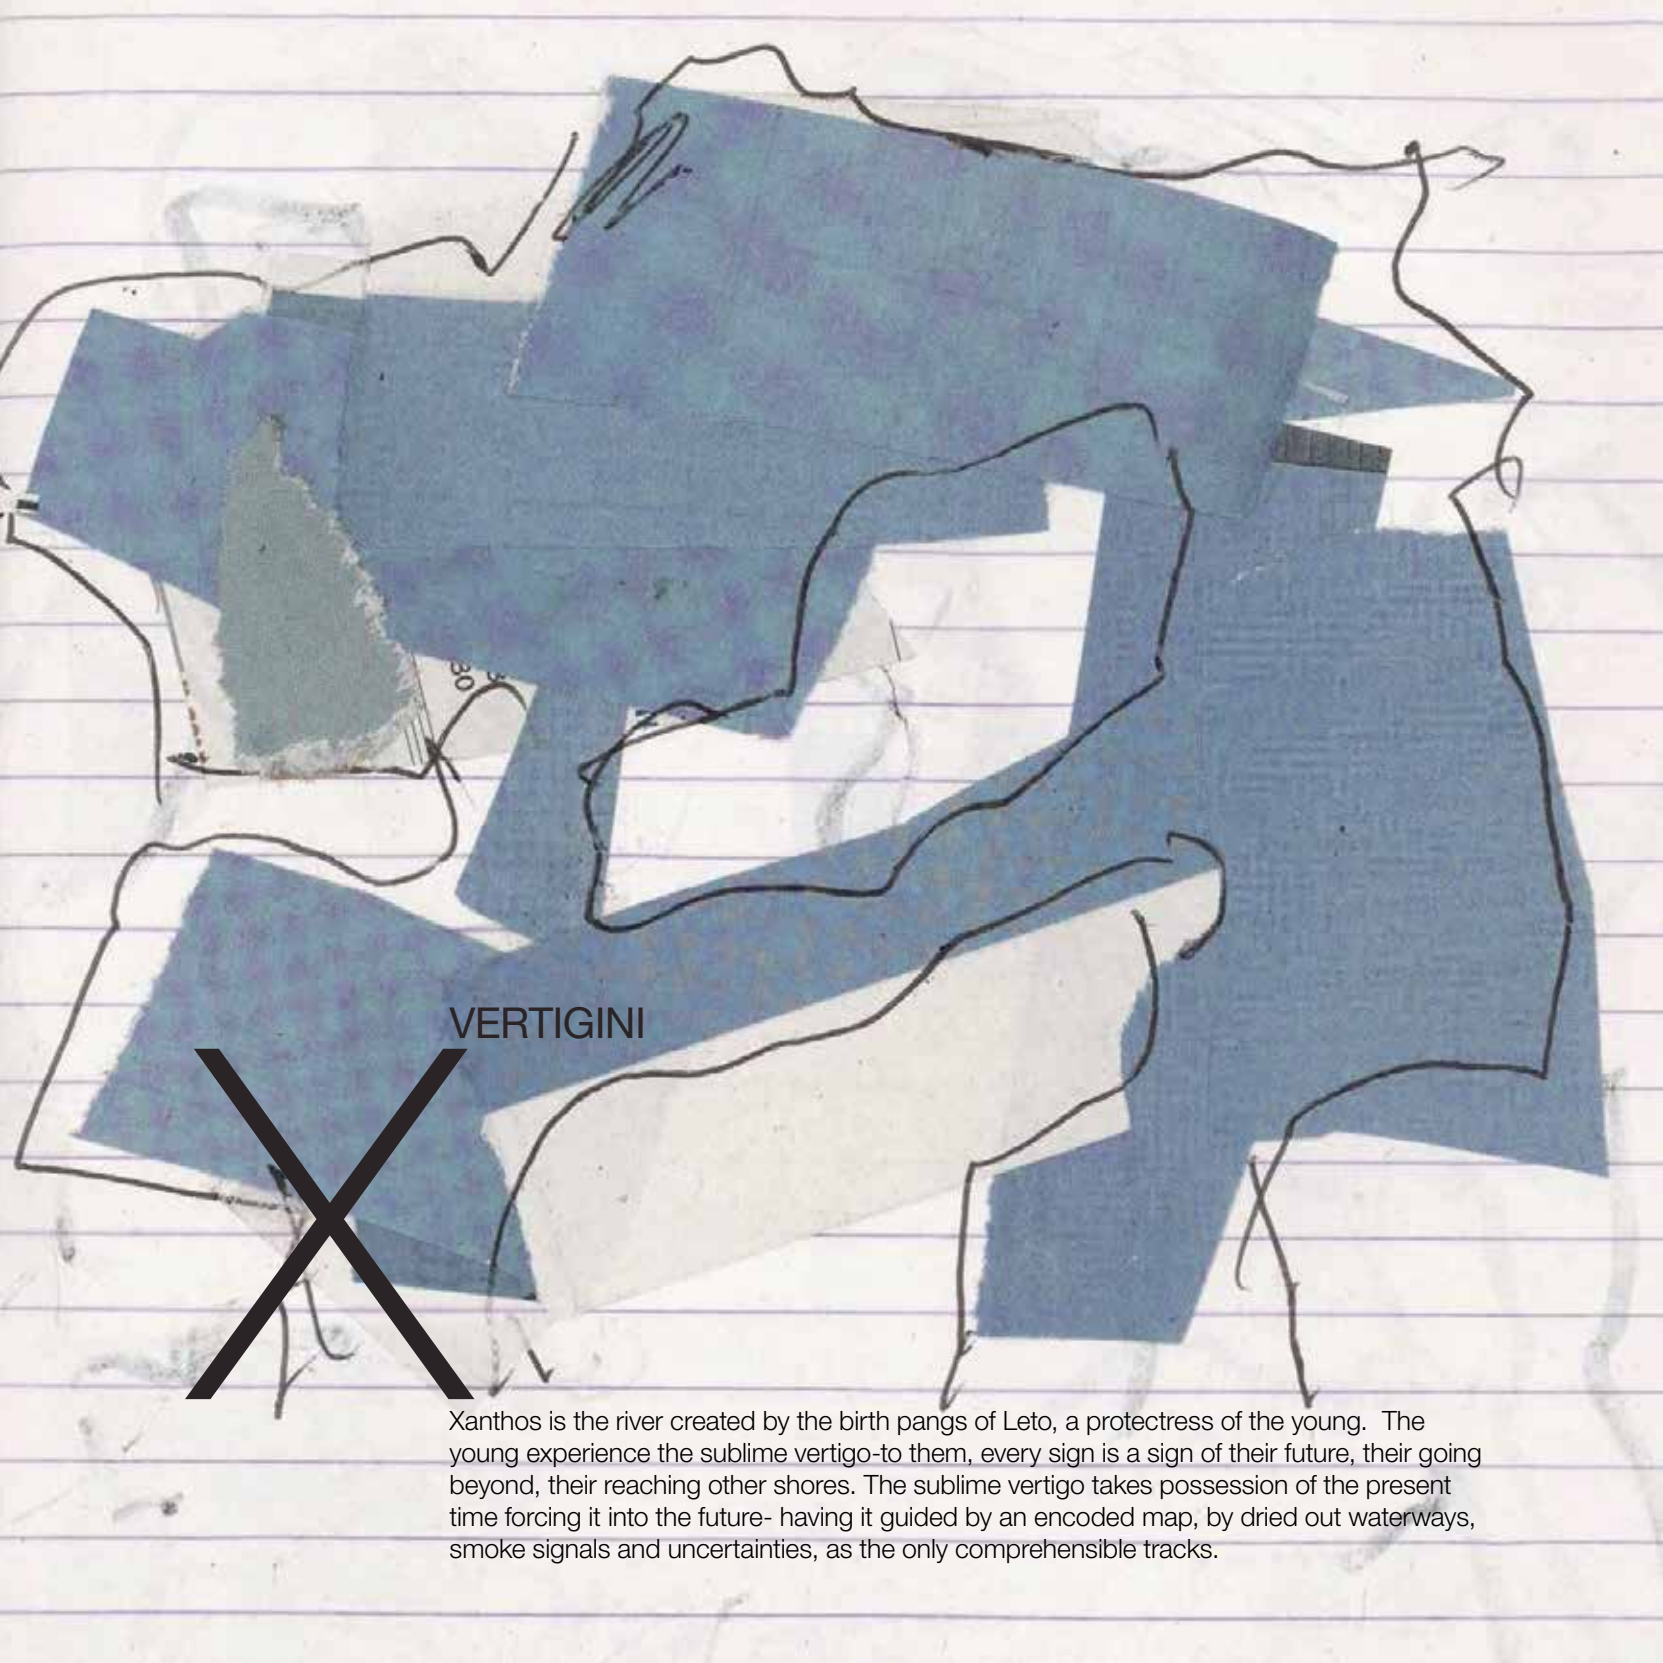 VERTIGINI
X
Xanthos is the river created by the birth pangs of Leto, a protectress of the young.  The
young experience the sublime vertigo-to them, every sign is a sign of their future, their going
beyond, their reaching other shores. The sublime vertigo takes possession of the present
time forcing it into the future- having it guided by an encoded map, by dried out waterways,
smoke signals and uncertainties, as the only comprehensible tracks.
30